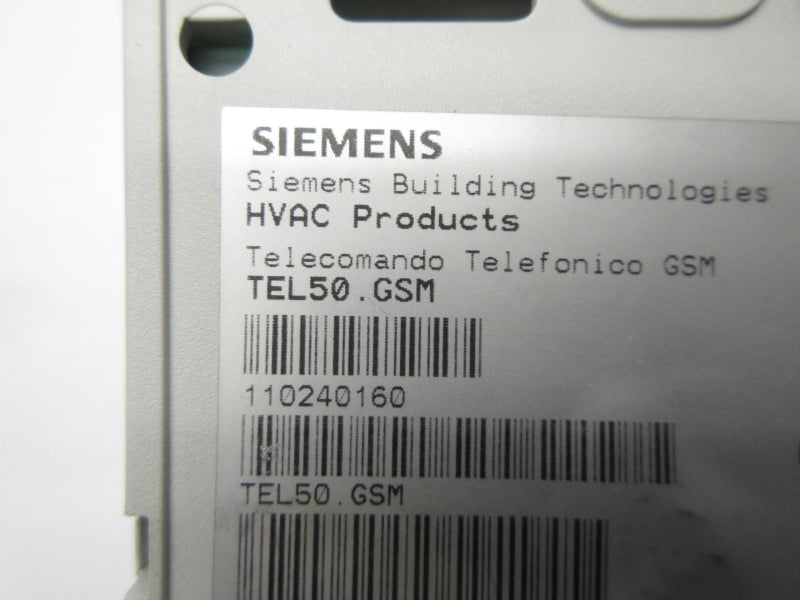 SIEMENS
Siemens Building Technologies
HVAC Products
Telecomando Telefonico GSM
TEL50.GSM
110240160
TEL50.GSM